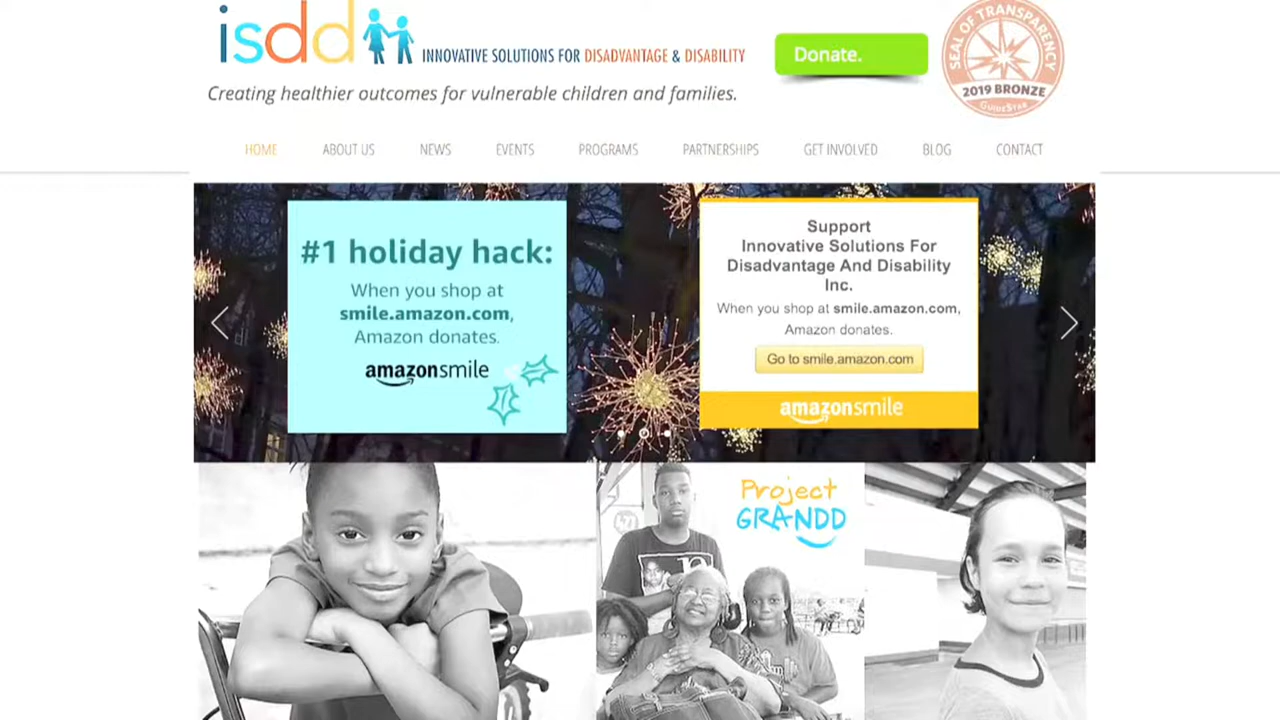 isdd
INNOVATIVE SOLUTIONS FOR DISADVANTAGE & DISABILITY
Creating healthier outcomes for vulnerable children and families.
Donate.
SEAL OF TRANSPARENCY
2019 BRONZE
GUIDESTAR
HOME ABOUT US NEWS EVENTS PROGRAMS PARTNERSHIPS GET INVOLVED BLOG CONTACT
#1 holiday hack:
When you shop at
smile.amazon.com,
Amazon donates.
amazonsmile
Support
Innovative Solutions For
Disadvantage And Disability
Inc.
When you shop at smile.amazon.com,
Amazon donates.
Go to smile.amazon.com
amazonsmile
Project
GRANDD